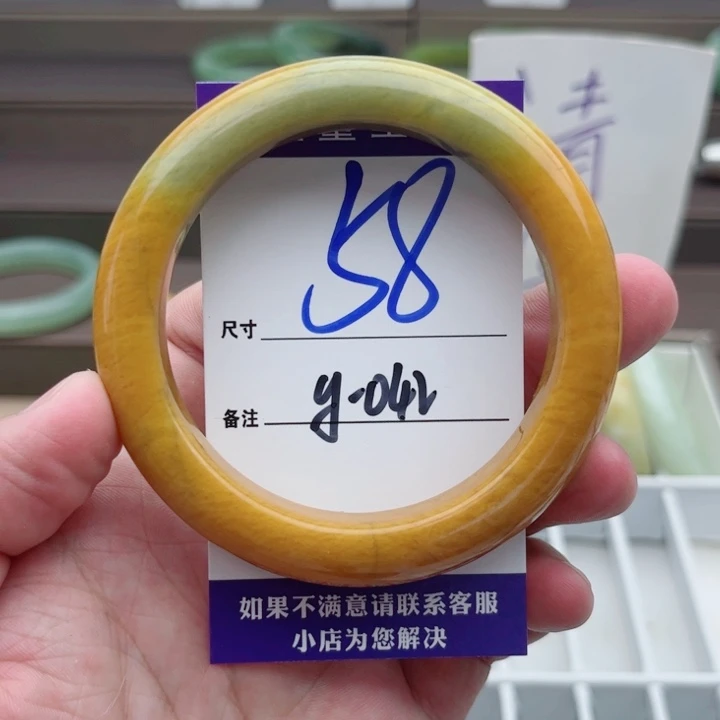 尺寸 58
备注 y-042
如果不满意请联系客服
小店为您解决